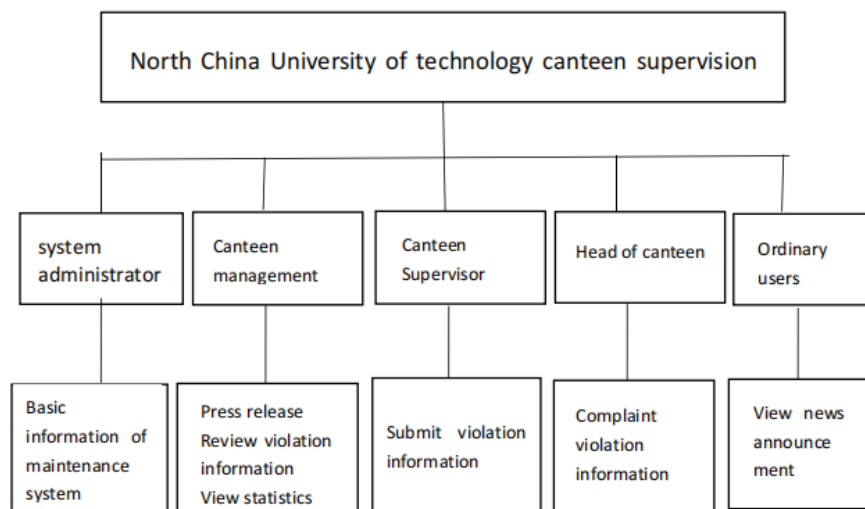 North China University of technology canteen supervision
system
administrator
Canteen
management
Canteen
Supervisor
Head of canteen
Ordinary
users
Basic
information of
maintenance
system
Press release
Review violation
information
View statistics
Submit violation
information
Complaint
violation
information
View news
announce
ment